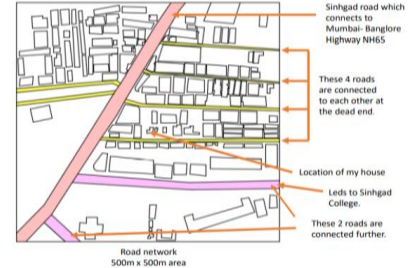 Sinhgad road which
connects to
Mumbai- Banglore
Highway NH65
These 4 roads
are connected
to each other at
the dead end.
Location of my house
Leds to Sinhgad
College.
These 2 roads are
connected further.
Road network
500m x 500m area